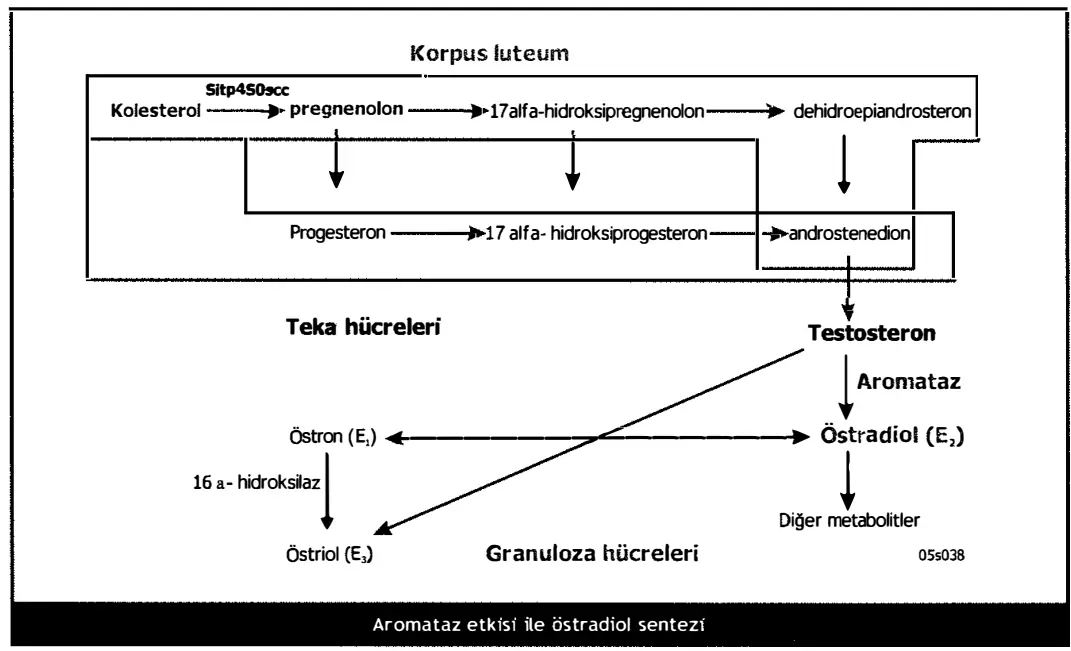 Korpus luteum
Sitp4S0scc
Kolesterol pregnenolon 17alfa-hidroksipregnenolon dehidroepiandrosteron
Progesteron 17 alfa- hidroksiprogesteron androstenedion
Teka hücreleri
Testosteron
Aromataz
Östron (E₁) Östradiol (E₂)
16 a- hidroksilaz
Diğer metabolitler
Östriol (E₃) Granuloza hücreleri 05s038
Aromataz etkisi ile östradiol sentezi